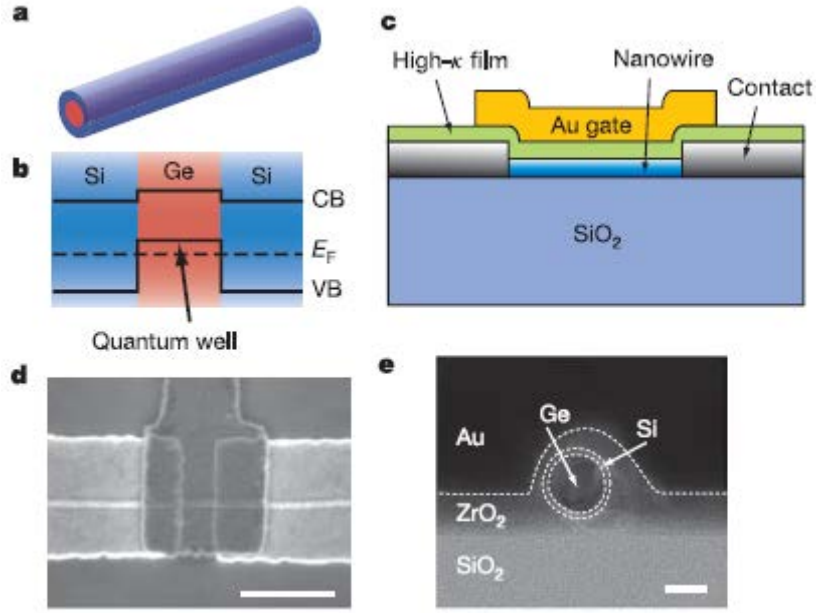 a
b
Si Ge Si
CB
E_F
VB
Quantum well
c
High-κ film
Nanowire
Contact
Au gate
SiO₂
d
e
Au
Ge
Si
ZrO₂
SiO₂